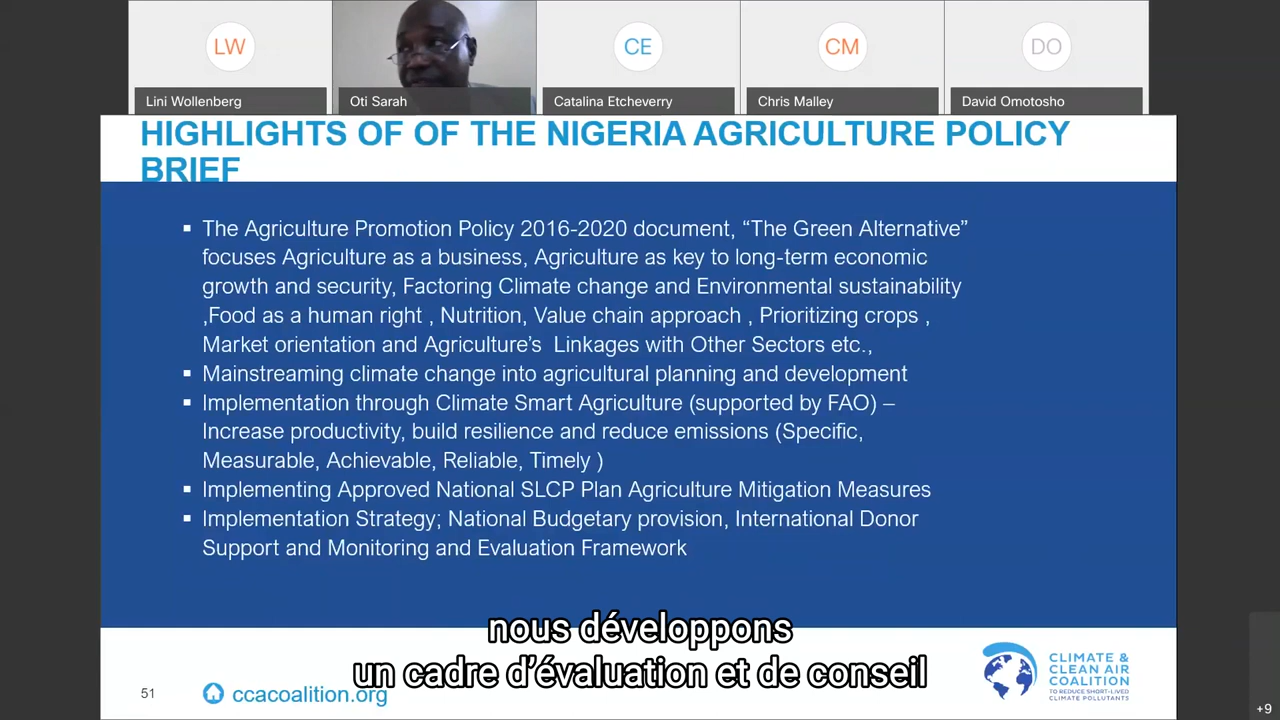 LW
CE
CM
DO
Lini Wollenberg
Oti Sarah
Catalina Etcheverry
Chris Malley
David Omotosho
HIGHLIGHTS OF OF THE NIGERIA AGRICULTURE POLICY
BRIEF
▪ The Agriculture Promotion Policy 2016-2020 document, “The Green Alternative”
focuses Agriculture as a business, Agriculture as key to long-term economic
growth and security, Factoring Climate change and Environmental sustainability
,Food as a human right , Nutrition, Value chain approach , Prioritizing crops ,
Market orientation and Agriculture’s Linkages with Other Sectors etc.,
▪ Mainstreaming climate change into agricultural planning and development
▪ Implementation through Climate Smart Agriculture (supported by FAO) –
Increase productivity, build resilience and reduce emissions (Specific,
Measurable, Achievable, Reliable, Timely )
▪ Implementing Approved National SLCP Plan Agriculture Mitigation Measures
▪ Implementation Strategy; National Budgetary provision, International Donor
Support and Monitoring and Evaluation Framework
nous développons
un cadre d’évaluation et de conseil
51
ccacoalition.org
CLIMATE &
CLEAN AIR
COALITION
TO REDUCE SHORT-LIVED
CLIMATE POLLUTANTS
+9